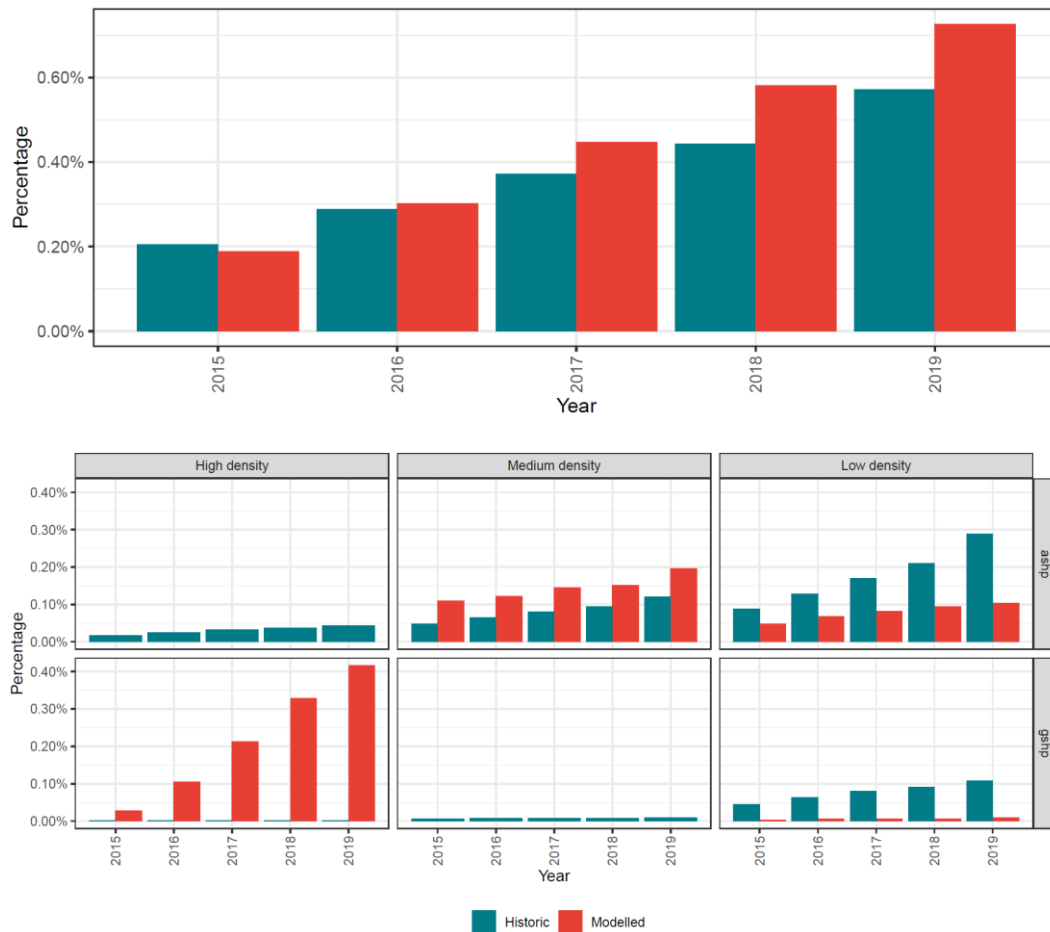 0.60%
0.40%
0.20%
0.00%
Percentage
2015 2016 2017 2018 2019
Year
High density Medium density Low density
0.40%
0.30%
0.20%
0.10%
0.00%
ashp
0.40%
0.30%
0.20%
0.10%
0.00%
gshp
Percentage
2015 2016 2017 2018 2019 2015 2016 2017 2018 2019 2015 2016 2017 2018 2019
Year
Historic Modelled